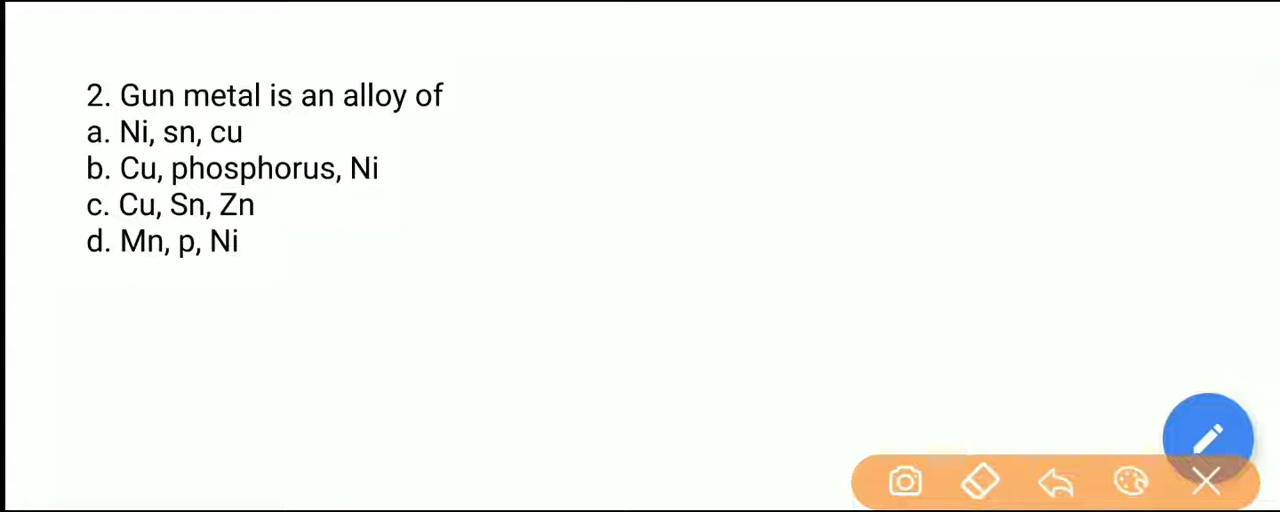 2. Gun metal is an alloy of
a. Ni, sn, cu
b. Cu, phosphorus, Ni
c. Cu, Sn, Zn
d. Mn, p, Ni